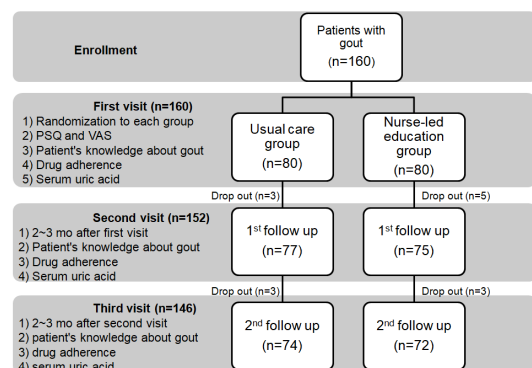 Enrollment
Patients with
gout
(n=160)
First visit (n=160)
1) Randomization to each group
2) PSQ and VAS
3) Patient's knowledge about gout
4) Drug adherence
5) Serum uric acid
Usual care
group
(n=80)
Nurse-led
education
group
(n=80)
Drop out (n=3)
Drop out (n=5)
Second visit (n=152)
1) 2~3 mo after first visit
2) Patient's knowledge about gout
3) Drug adherence
4) Serum uric acid
1st follow up
(n=77)
1st follow up
(n=75)
Drop out (n=3)
Drop out (n=3)
Third visit (n=146)
1) 2~3 mo after second visit
2) patient's knowledge about gout
3) drug adherence
4) serum uric acid
2nd follow up
(n=74)
2nd follow up
(n=72)